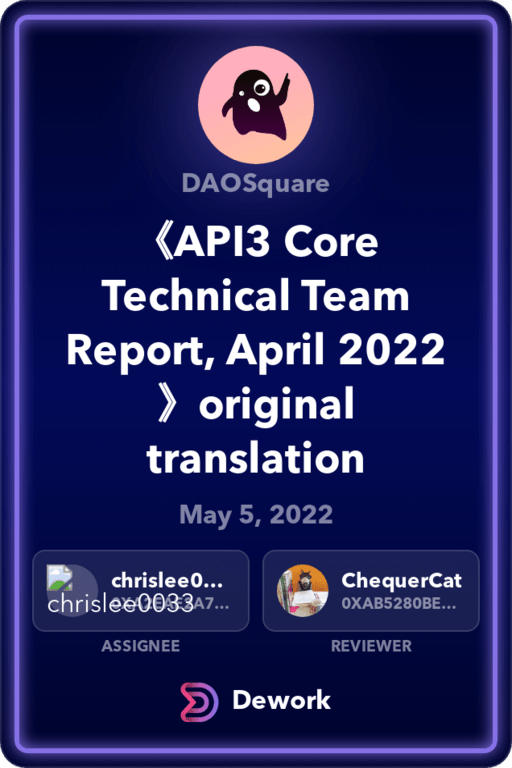 DAOSquare
《API3 Core
Technical Team
Report, April 2022
》original
translation
May 5, 2022
chrislee0...
chrislee0033
ChequerCat
0XAB5280BE...
ASSIGNEE
REVIEWER
Dework